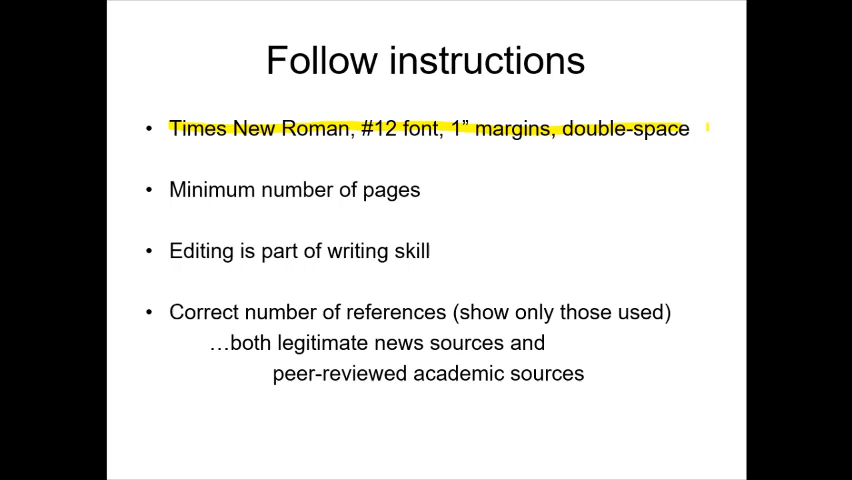 Follow instructions
• Times New Roman, #12 font, 1” margins, double-space
• Minimum number of pages
• Editing is part of writing skill
• Correct number of references (show only those used)
…both legitimate news sources and
peer-reviewed academic sources